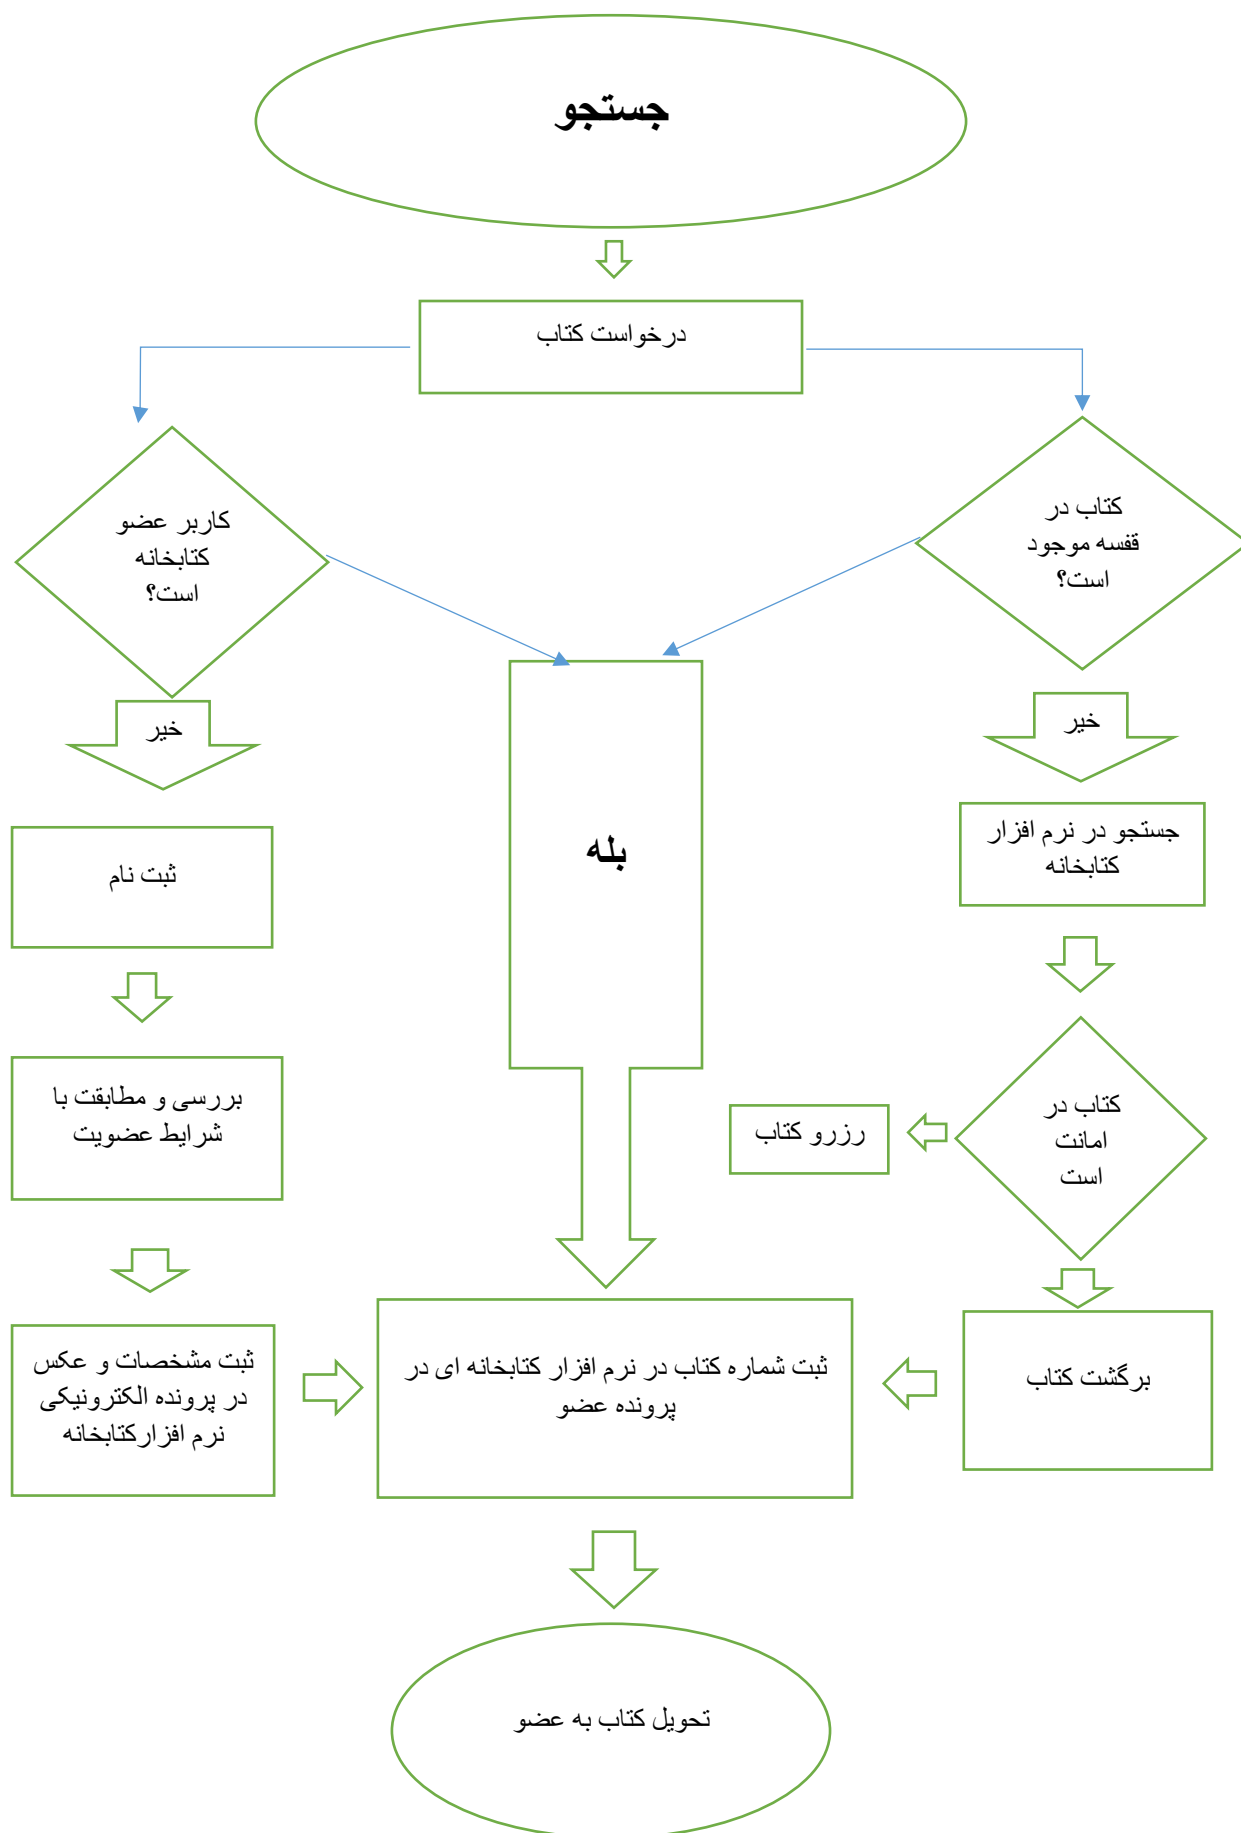 جستجو
درخواست کتاب
کتاب در
قفسه موجود
است؟
کاربر عضو
کتابخانه
است؟
خیر
خیر
بله
جستجو در نرم افزار
کتابخانه
ثبت نام
کتاب در
امانت
است
رزرو کتاب
بررسی و مطابقت با
شرایط عضویت
برگشت کتاب
ثبت شماره کتاب در نرم افزار کتابخانه ای در
پرونده عضو
ثبت مشخصات و عکس
در پرونده الکترونیکی
نرم افزارکتابخانه
تحویل کتاب به عضو